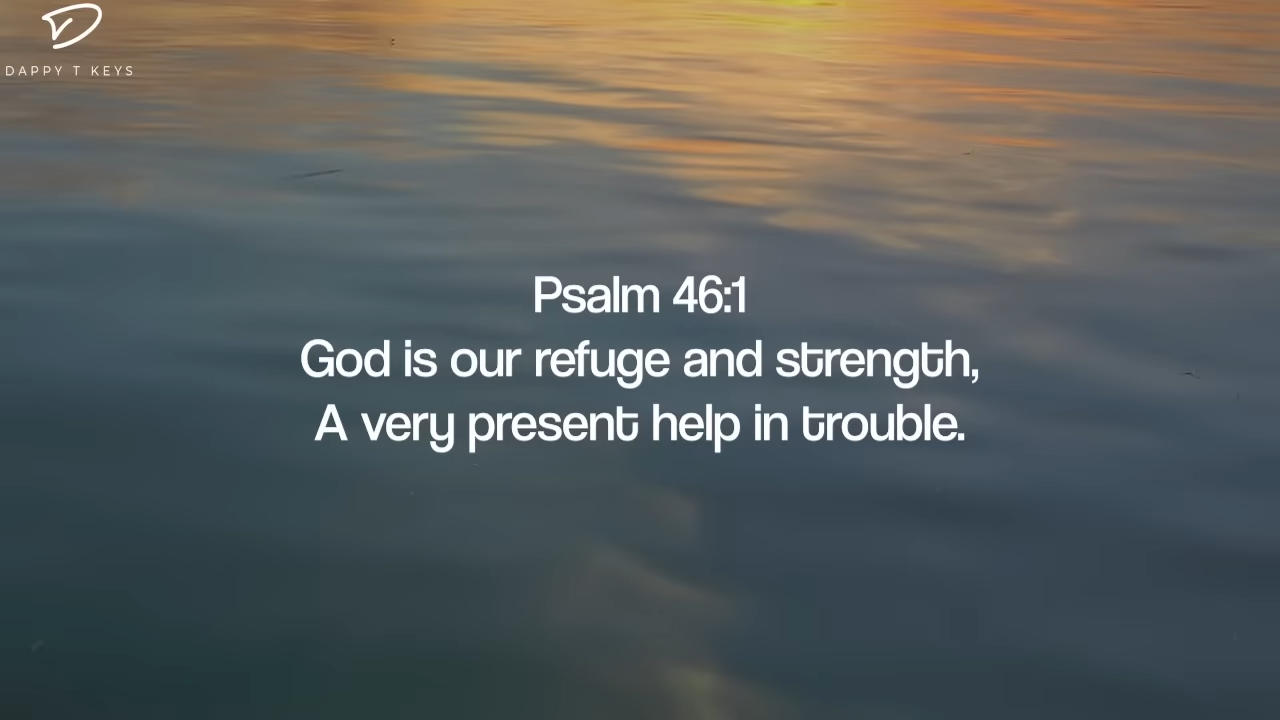 DAPPY T KEYS
Psalm 46:1
God is our refuge and strength,
A very present help in trouble.